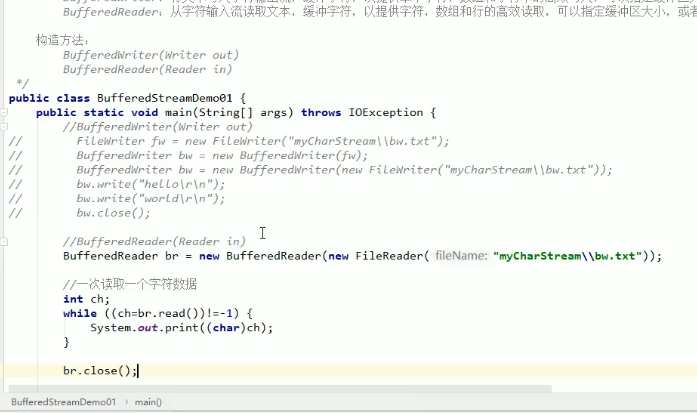 BufferedReader: 从字符输入流读取文本，缓冲字符，以提供字符，数组和行的高效读取，可以指定缓冲区大小，或者
构造方法：
BufferedWriter(Writer out)
BufferedReader(Reader in)
*/
public class BufferedStreamDemo01 {
public static void main(String[] args) throws IOException {
//BufferedWriter(Writer out)
// FileWriter fw = new FileWriter("myCharStream\\bw.txt");
// BufferedWriter bw = new BufferedWriter(fw);
// BufferedWriter bw = new BufferedWriter(new FileWriter("myCharStream\\bw.txt"));
// bw.write("hello\r\n");
// bw.write("world\r\n");
// bw.close();
//BufferedReader(Reader in)
BufferedReader br = new BufferedReader(new FileReader( fileName: "myCharStream\\bw.txt"));
//一次读取一个字符数据
int ch;
while ((ch=br.read())!=-1) {
System.out.print((char)ch);
}
br.close();
BufferedStreamDemo01 › main()